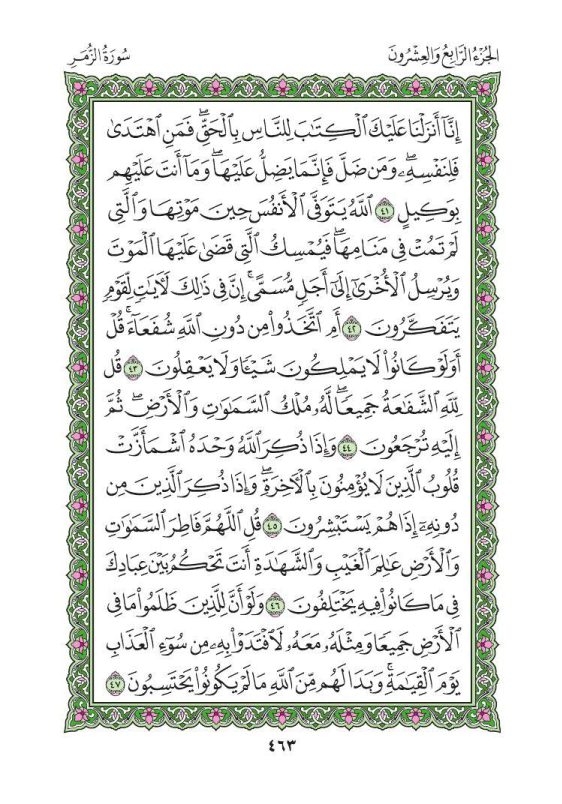 الجُزْءُ الرَّابِعُ وَالعِشْرُونَ
سُورَةُ الزُّمَرِ
إِنَّآ أَنزَلْنَا عَلَيْكَ ٱلْكِتَٰبَ لِلنَّاسِ بِٱلْحَقِّۖ فَمَنِ ٱهْتَدَىٰ
فَلِنَفْسِهِۦۖ وَمَن ضَلَّ فَإِنَّمَا يَضِلُّ عَلَيْهَاۖ وَمَآ أَنتَ عَلَيْهِم
بِوَكِيلٍ ٤١ ٱللَّهُ يَتَوَفَّى ٱلْأَنفُسَ حِينَ مَوْتِهَا وَٱلَّتِى
لَمْ تَمُتْ فِى مَنَامِهَاۖ فَيُمْسِكُ ٱلَّتِى قَضَىٰ عَلَيْهَا ٱلْمَوْتَ
وَيُرْسِلُ ٱلْأُخْرَىٰٓ إِلَىٰٓ أَجَلٍ مُّسَمًّىۚ إِنَّ فِى ذَٰلِكَ لَءَايَٰتٍ لِّقَوْمٍ
يَتَفَكَّرُونَ ٤٢ أَمِ ٱتَّخَذُوا۟ مِن دُونِ ٱللَّهِ شُفَعَآءَۚ قُلْ
أَوَلَوْ كَانُوا۟ لَا يَمْلِكُونَ شَيْـًٔا وَلَا يَعْقِلُونَ ٤٣ قُل
لِّلَّهِ ٱلشَّفَٰعَةُ جَمِيعًاۖ لَّهُۥ مُلْكُ ٱلسَّمَٰوَٰتِ وَٱلْأَرْضِۖ ثُمَّ
إِلَيْهِ تُرْجَعُونَ ٤٤ وَإِذَا ذُكِرَ ٱللَّهُ وَحْدَهُ ٱشْمَأَزَّتْ
قُلُوبُ ٱلَّذِينَ لَا يُؤْمِنُونَ بِٱلْءَاخِرَةِۖ وَإِذَا ذُكِرَ ٱلَّذِينَ مِن
دُونِهِۦٓ إِذَا هُمْ يَسْتَبْشِرُونَ ٤٥ قُلِ ٱللَّهُمَّ فَاطِرَ ٱلسَّمَٰوَٰتِ
وَٱلْأَرْضِ عَٰلِمَ ٱلْغَيْبِ وَٱلشَّهَٰدَةِ أَنتَ تَحْكُمُ بَيْنَ عِبَادِكَ
فِى مَا كَانُوا۟ فِيهِ يَخْتَلِفُونَ ٤٦ وَلَوْ أَنَّ لِلَّذِينَ ظَلَمُوا۟ مَا فِى
ٱلْأَرْضِ جَمِيعًا وَمِثْلَهُۥ مَعَهُۥ لَٱفْتَدَوْا۟ بِهِۦ مِن سُوٓءِ ٱلْعَذَابِ
يَوْمَ ٱلْقِيَٰمَةِۚ وَبَدَا لَهُم مِّنَ ٱللَّهِ مَا لَمْ يَكُونُوا۟ يَحْتَسِبُونَ ٤٧
٤٦٣